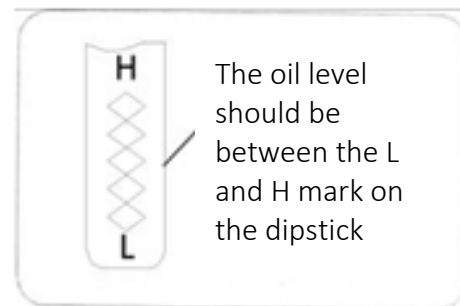 H
The oil level
should be
between the L
and H mark on
the dipstick
L